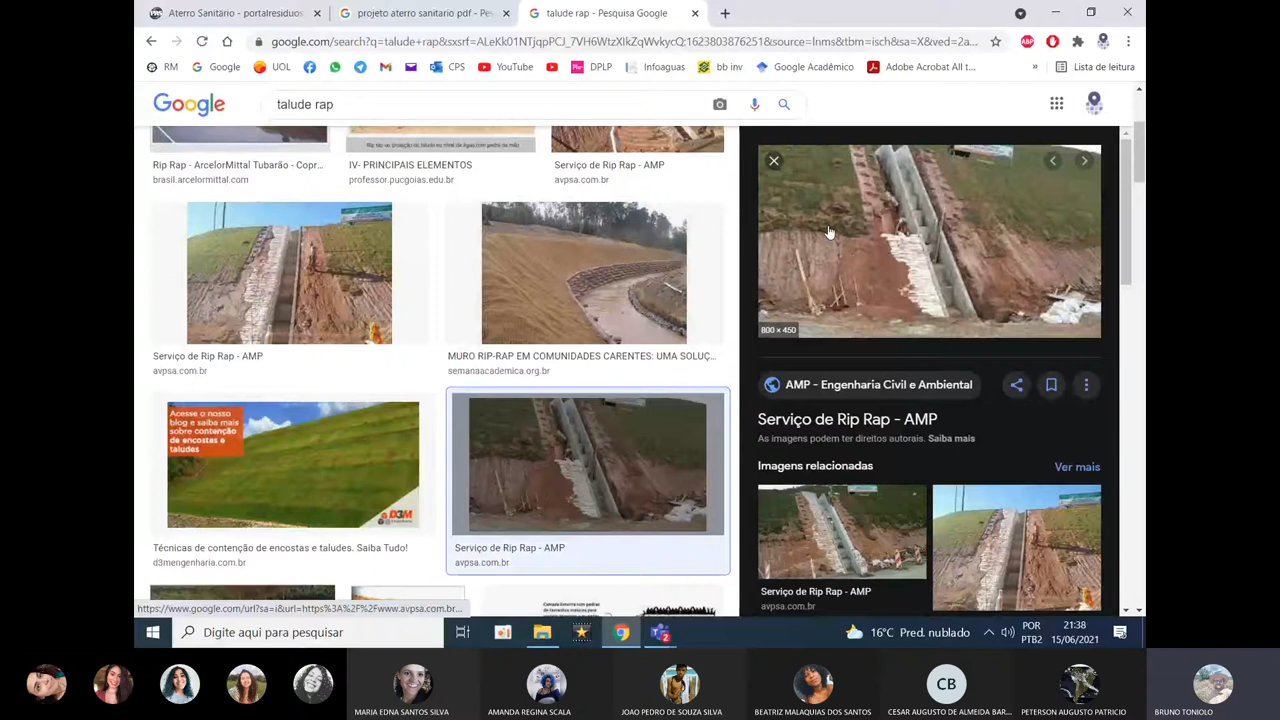 Aterro Sanitário - portalresiduos
projeto aterro sanitario pdf - Pes
talude rap - Pesquisa Google
google.com/search?q=talude+rap&sxsrf=ALeKk01NTjqpPCJ_7VH6WtzXIkZqWvkycQ:1623803876251&source=lnms&tbm=isch&sa=X&ved=2a...
RM
Google
UOL
CPS
YouTube
DPLP
Infoaguas
bb inv
Google Acadêmico
Adobe Acrobat All t...
Lista de leitura
Google
talude rap
Rip Rap - ArcelorMittal Tubarão - Copr...
brasil.arcelormittal.com
IV- PRINCIPAIS ELEMENTOS
professor.pucgoias.edu.br
Serviço de Rip Rap - AMP
avpsa.com.br
800 × 450
Serviço de Rip Rap - AMP
avpsa.com.br
MURO RIP-RAP EM COMUNIDADES CARENTES: UMA SOLUÇ...
semanaacademica.org.br
AMP - Engenharia Civil e Ambiental
Serviço de Rip Rap - AMP
As imagens podem ter direitos autorais. Saiba mais
Imagens relacionadas
Ver mais
Acesse o nosso
blog e saiba mais
sobre contenção
de encostas e
taludes
D3M
Técnicas de contenção de encostas e taludes. Saiba Tudo!
d3mengenharia.com.br
Serviço de Rip Rap - AMP
avpsa.com.br
Serviço de Rip Rap - AMP
avpsa.com.br
https://www.google.com/url?sa=i&url=https%3A%2F%2Fwww.avpsa.com.br...
Digite aqui para pesquisar
2
16°C Pred. nublado
POR
PTB2
21:38
15/06/2021
CB
MARIA EDNA SANTOS SILVA
AMANDA REGINA SCALA
JOAO PEDRO DE SOUZA SILVA
BEATRIZ MALAQUIAS DOS SANTOS
CESAR AUGUSTO DE ALMEIDA BAR...
PETERSON AUGUSTO PATRICIO
BRUNO TONIOLO